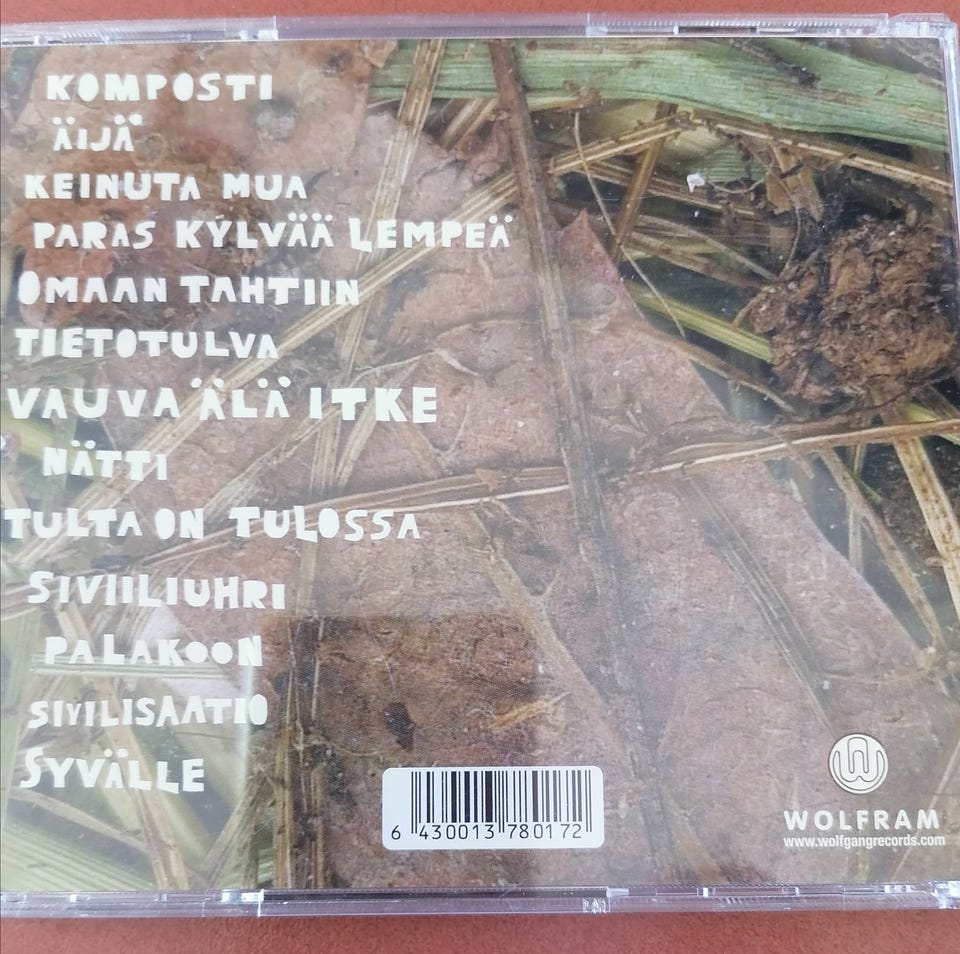 KOMPOSTI
ÄIJÄ
KEINUTA MUA
PARAS KYLVÄÄ LEMPEÄ
OMAAN TAHTIIN
TIETOTULVA
VAUVA ÄLÄ ITKE
NÄTTI
TULTA ON TULOSSA
SIVIILIUHRI
PALAKOON
SIVILISAATIO
SYVÄLLE
6 430013 780172
W
WOLFRAM
www.wolfgangrecords.com